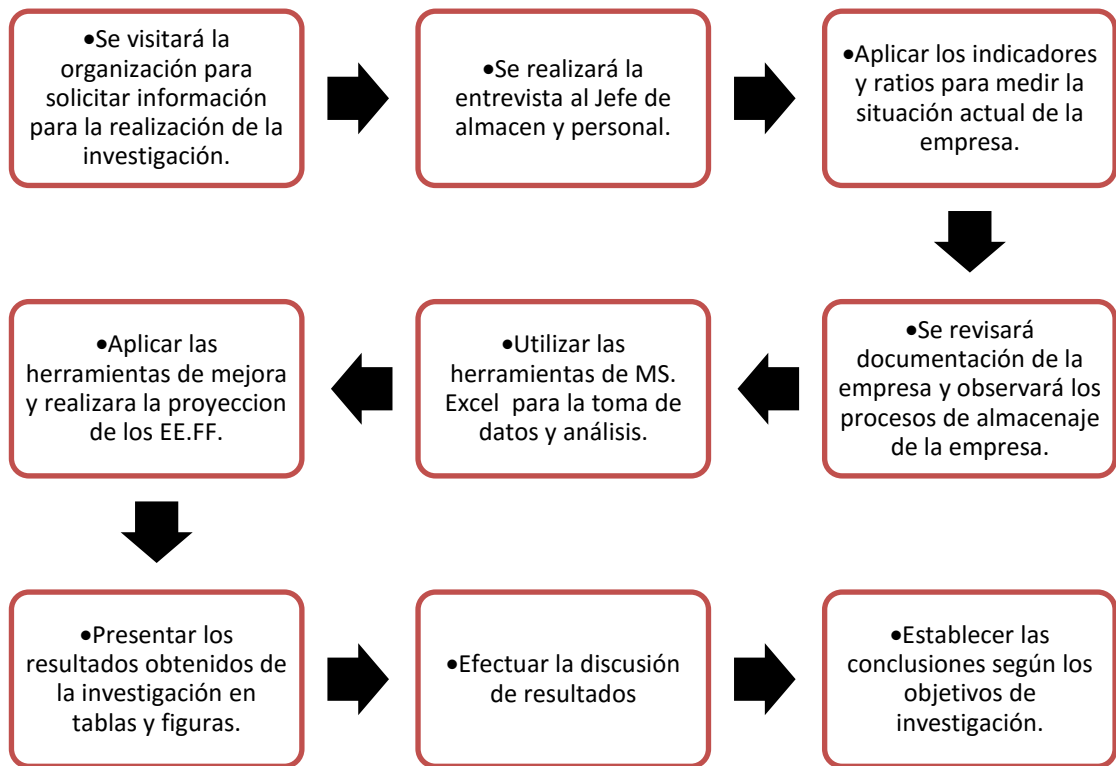 •Se visitará la
organización para
solicitar información
para la realización de la
investigación.
•Se realizará la
entrevista al Jefe de
almacen y personal.
•Aplicar los indicadores
y ratios para medir la
situación actual de la
empresa.
•Se revisará
documentación de la
empresa y observará los
procesos de almacenaje
de la empresa.
•Utilizar las
herramientas de MS.
Excel para la toma de
datos y análisis.
•Aplicar las
herramientas de mejora
y realizara la proyeccion
de los EE.FF.
•Presentar los
resultados obtenidos de
la investigación en
tablas y figuras.
•Efectuar la discusión
de resultados
•Establecer las
conclusiones según los
objetivos de
investigación.